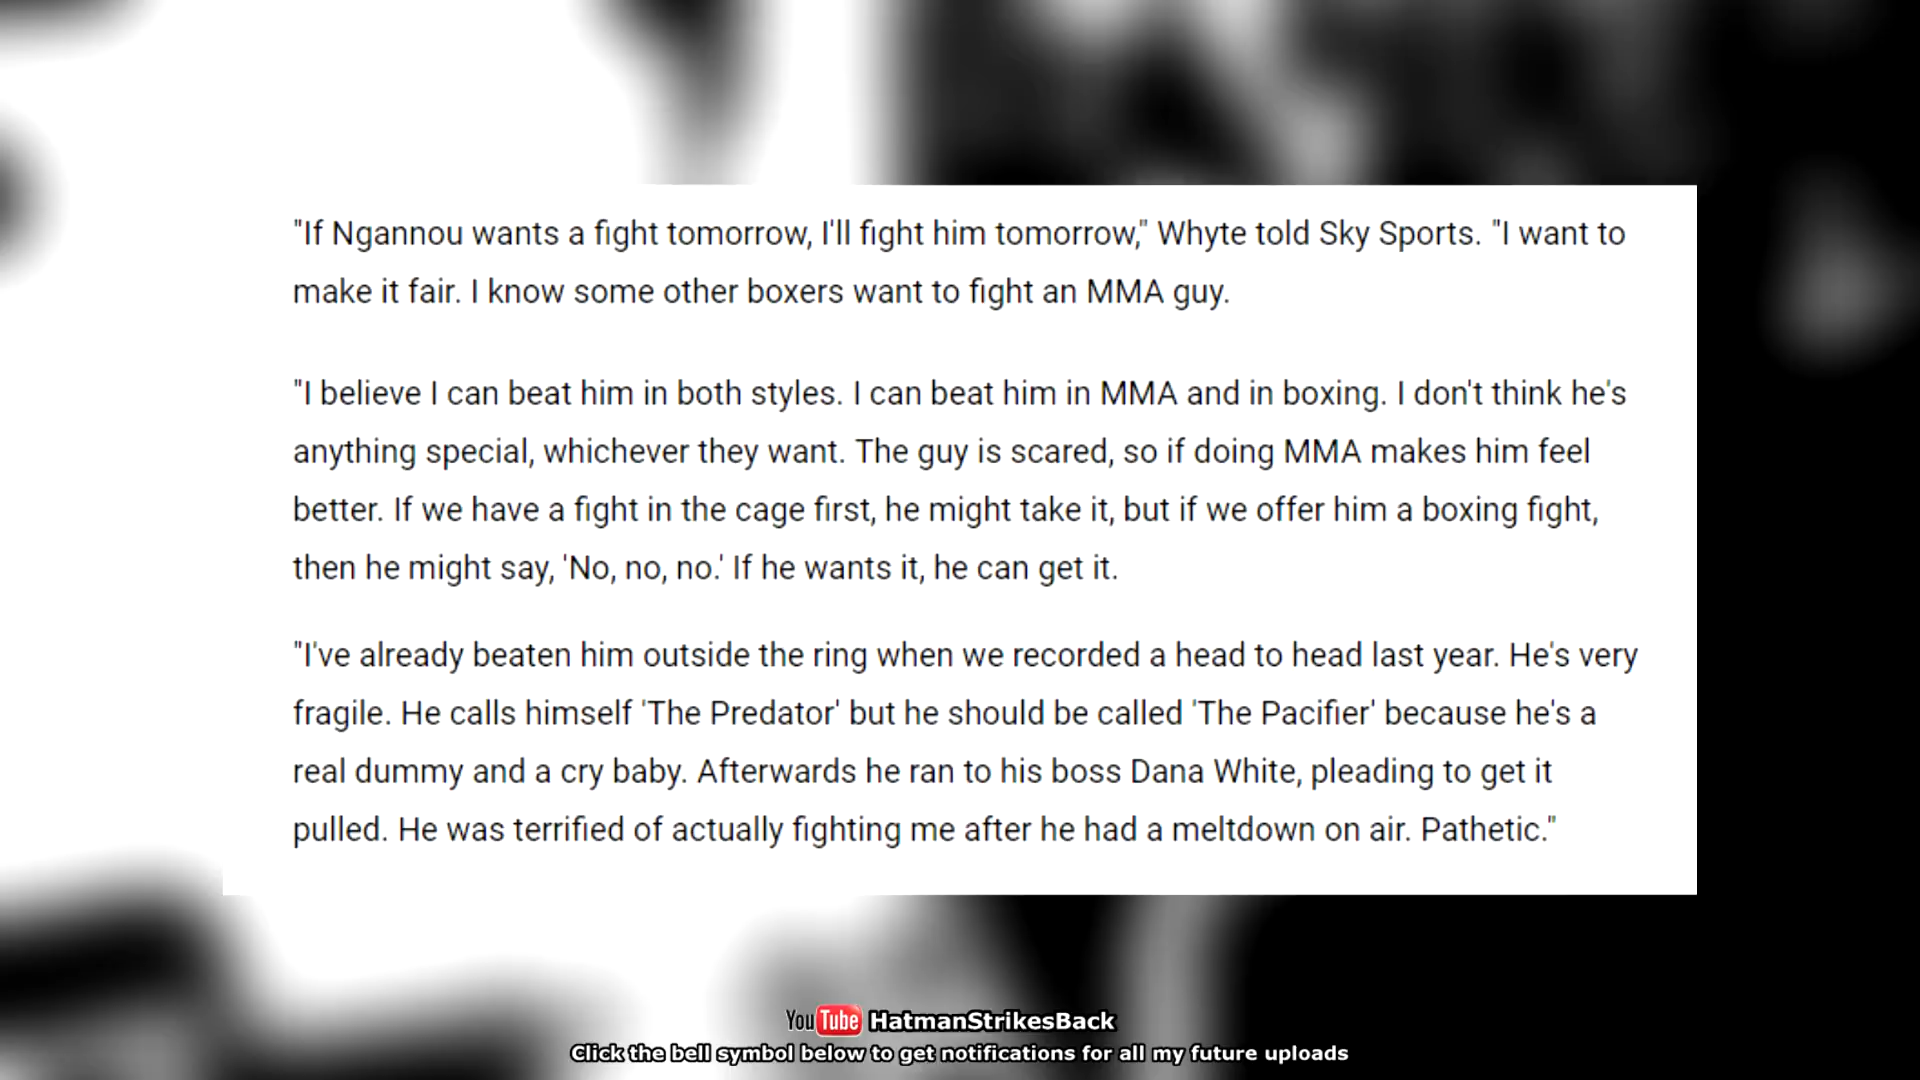 "If Ngannou wants a fight tomorrow, I'll fight him tomorrow," Whyte told Sky Sports. "I want to
make it fair. I know some other boxers want to fight an MMA guy.
"I believe I can beat him in both styles. I can beat him in MMA and in boxing. I don't think he's
anything special, whichever they want. The guy is scared, so if doing MMA makes him feel
better. If we have a fight in the cage first, he might take it, but if we offer him a boxing fight,
then he might say, 'No, no, no.' If he wants it, he can get it.
"I've already beaten him outside the ring when we recorded a head to head last year. He's very
fragile. He calls himself 'The Predator' but he should be called 'The Pacifier' because he's a
real dummy and a cry baby. Afterwards he ran to his boss Dana White, pleading to get it
pulled. He was terrified of actually fighting me after he had a meltdown on air. Pathetic."
YouTube HatmanStrikesBack
Click the bell symbol below to get notifications for all my future uploads